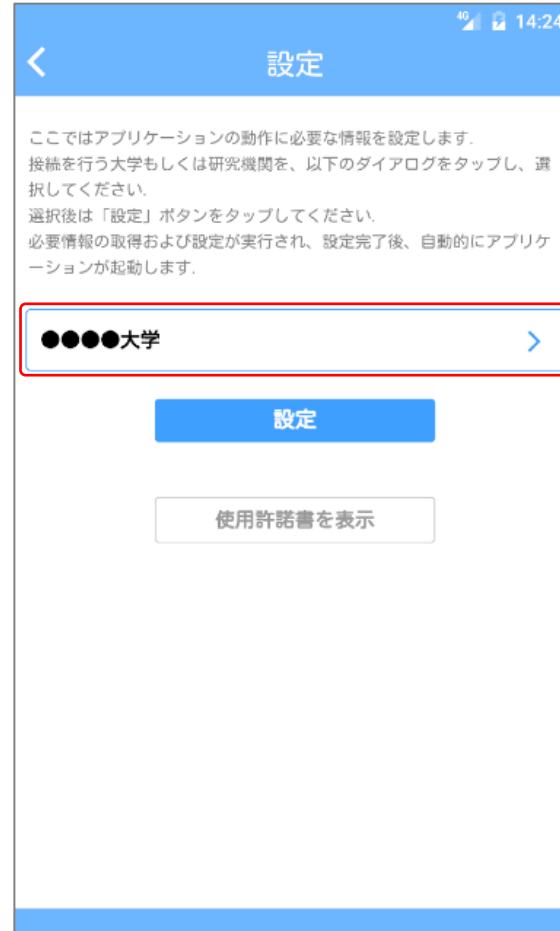 4G 14:24
設定
ここではアプリケーションの動作に必要な情報を設定します.
接続を行う大学もしくは研究機関を、以下のダイアログをタップし、選
択してください.
選択後は「設定」ボタンをタップしてください.
必要情報の取得および設定が実行され、設定完了後、自動的にアプリケ
ーションが起動します.
●●●●大学
設定
使用許諾書を表示